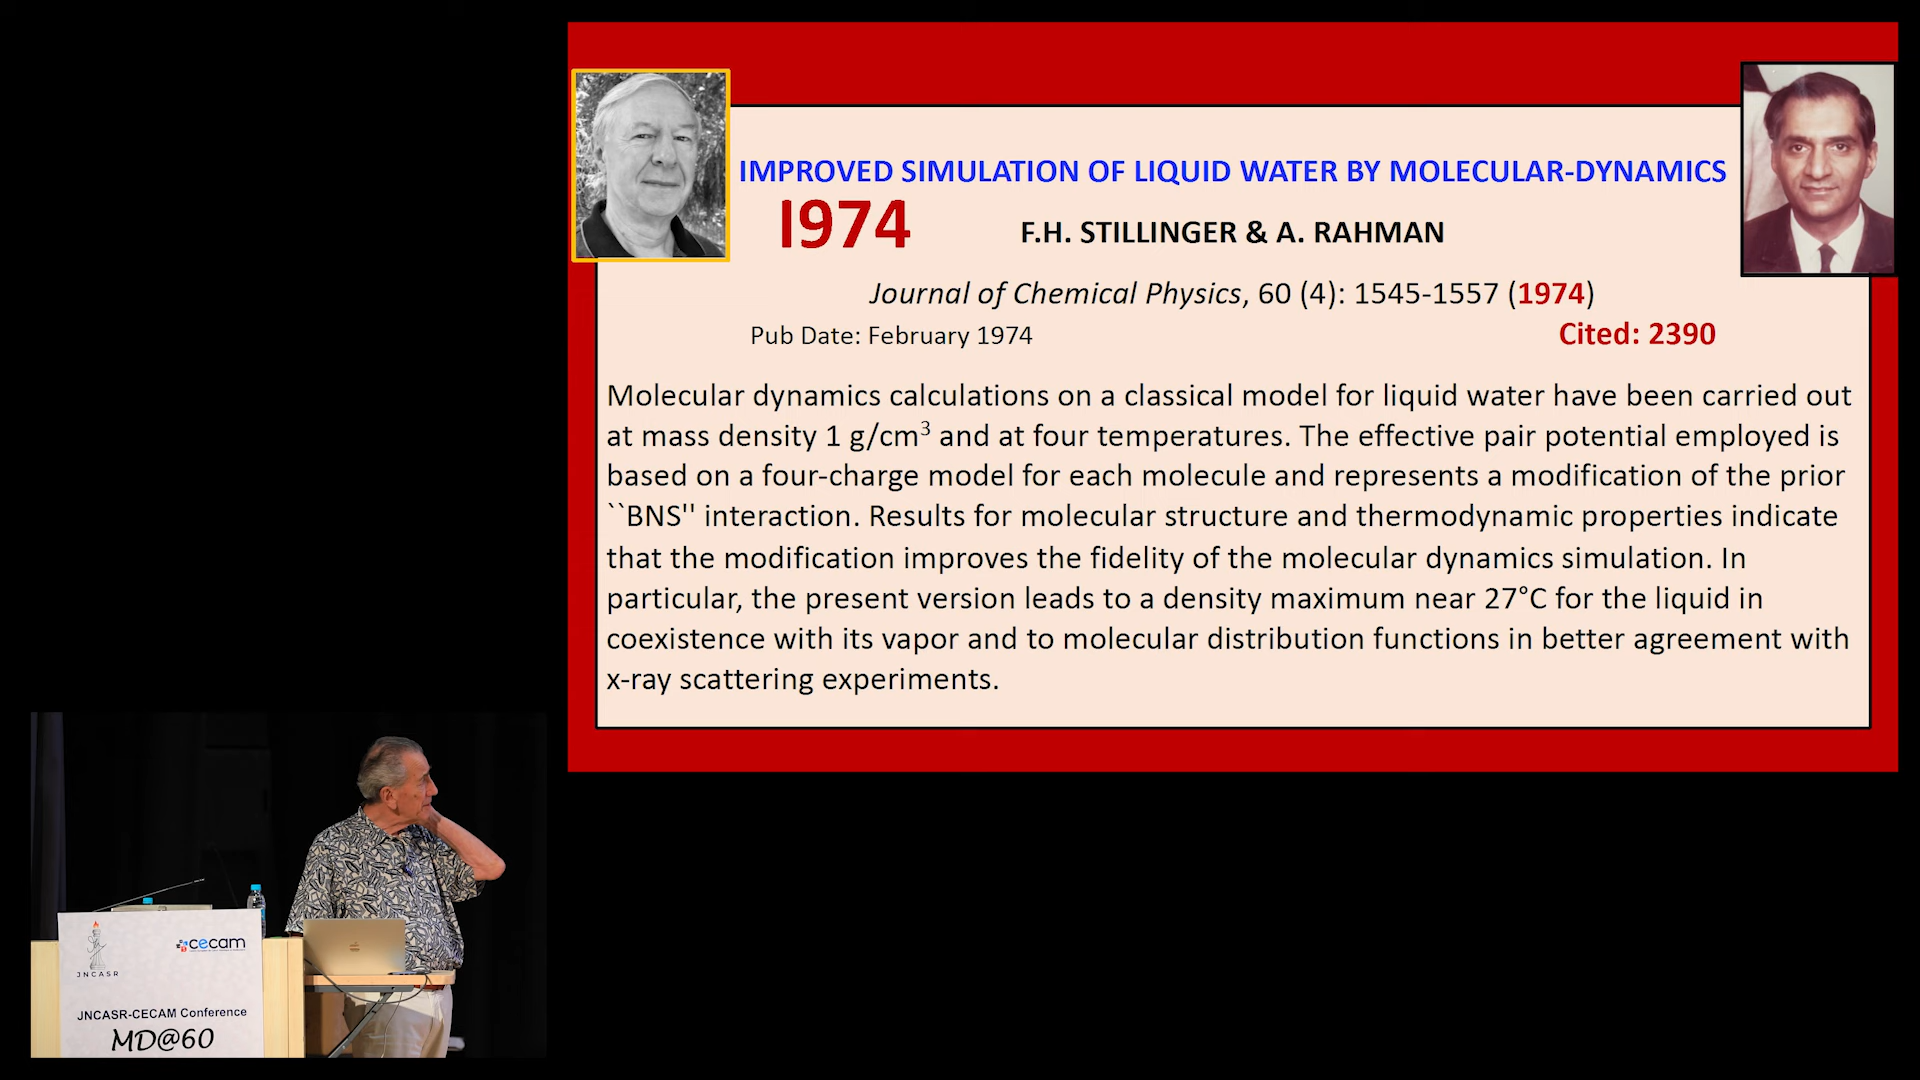 IMPROVED SIMULATION OF LIQUID WATER BY MOLECULAR-DYNAMICS
I974
F.H. STILLINGER & A. RAHMAN
Journal of Chemical Physics, 60 (4): 1545-1557 (1974)
Pub Date: February 1974
Cited: 2390
Molecular dynamics calculations on a classical model for liquid water have been carried out
at mass density 1 g/cm³ and at four temperatures. The effective pair potential employed is
based on a four-charge model for each molecule and represents a modification of the prior
``BNS'' interaction. Results for molecular structure and thermodynamic properties indicate
that the modification improves the fidelity of the molecular dynamics simulation. In
particular, the present version leads to a density maximum near 27°C for the liquid in
coexistence with its vapor and to molecular distribution functions in better agreement with
x-ray scattering experiments.
JNCASR
cecam
JNCASR-CECAM Conference
MD@60